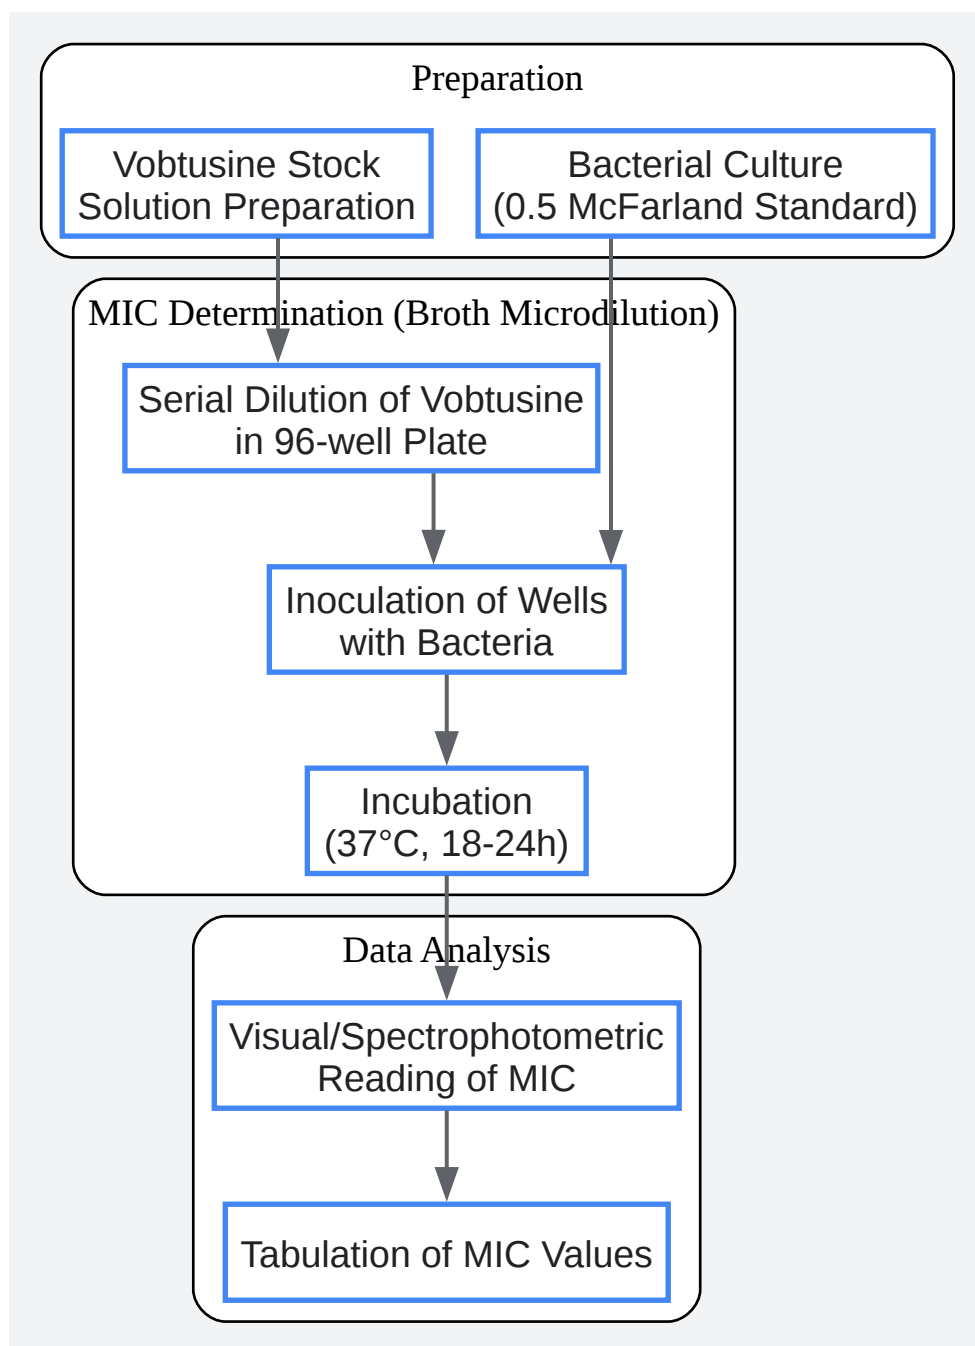 Preparation
Vobtusine Stock
Solution Preparation
Bacterial Culture
(0.5 McFarland Standard)
MIC Determination (Broth Microdilution)
Serial Dilution of Vobtusine
in 96-well Plate
Inoculation of Wells
with Bacteria
Incubation
(37°C, 18-24h)
Data Analysis
Visual/Spectrophotometric
Reading of MIC
Tabulation of MIC Values